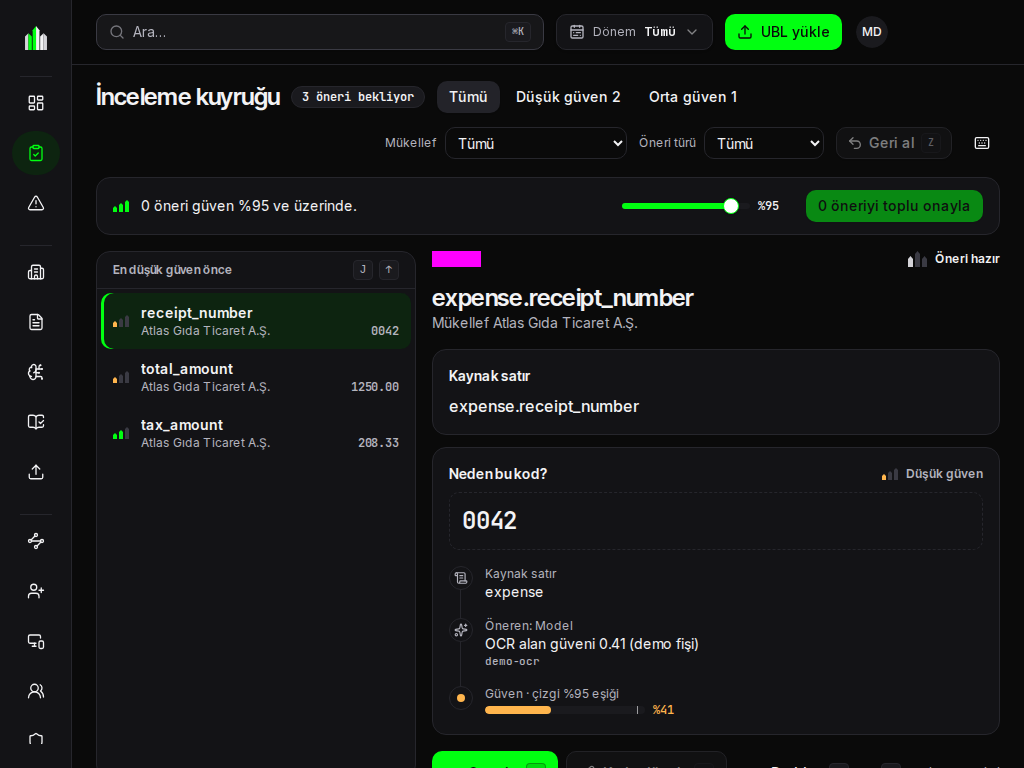 Ara...
⌘K
Dönem Tümü
UBL yükle
MD
İnceleme kuyruğu
3 öneri bekliyor
Tümü
Düşük güven 2
Orta güven 1
Mükellef
Tümü
Öneri türü
Tümü
Geri al Z
0 öneri güven %95 ve üzerinde.
%95
0 öneriyi toplu onayla
En düşük güven önce
J ↑
receipt_number
Atlas Gıda Ticaret A.Ş. 0042
total_amount
Atlas Gıda Ticaret A.Ş. 1250.00
tax_amount
Atlas Gıda Ticaret A.Ş. 208.33
Öneri hazır
expense.receipt_number
Mükellef Atlas Gıda Ticaret A.Ş.
Kaynak satır
expense.receipt_number
Neden bu kod?
Düşük güven
0042
Kaynak satır
expense
Öneren: Model
OCR alan güveni 0.41 (demo fişi)
demo-ocr
Güven · çizgi %95 eşiği
%41